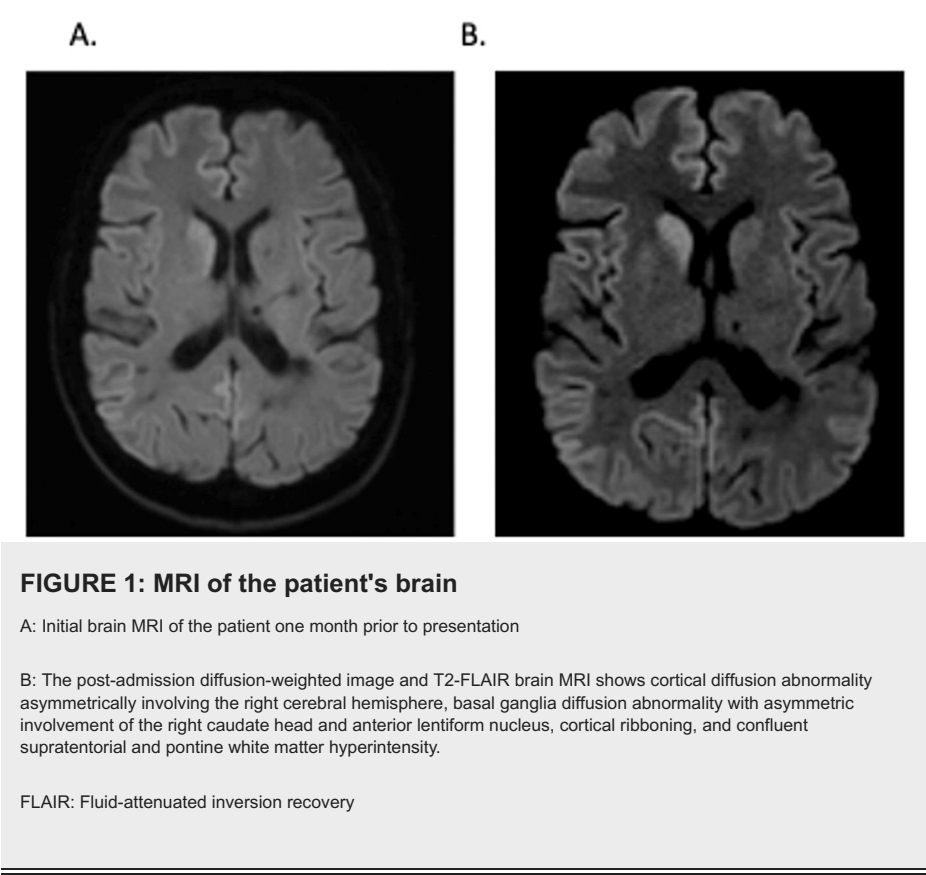 A.
B.
FIGURE 1: MRI of the patient's brain
A: Initial brain MRI of the patient one month prior to presentation
B: The post-admission diffusion-weighted image and T2-FLAIR brain MRI shows cortical diffusion abnormality
asymmetrically involving the right cerebral hemisphere, basal ganglia diffusion abnormality with asymmetric
involvement of the right caudate head and anterior lentiform nucleus, cortical ribboning, and confluent
supratentorial and pontine white matter hyperintensity.
FLAIR: Fluid-attenuated inversion recovery